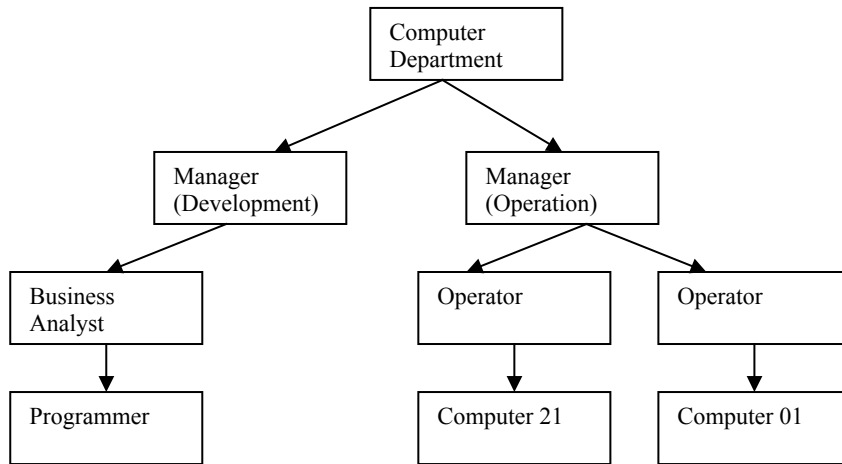 Computer
Department
Manager
(Development)
Manager
(Operation)
Business
Analyst
Operator
Operator
Programmer
Computer 21
Computer 01